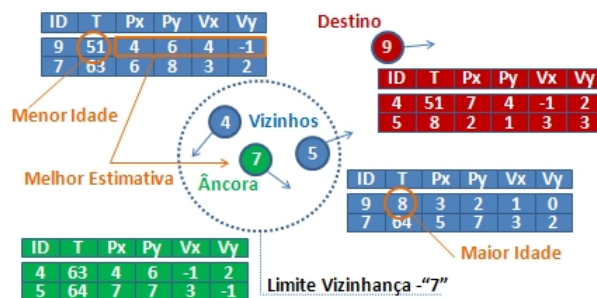 ID T Px Py Vx Vy
9 51 4 6 4 -1
7 63 6 8 3 2
Destino
9
ID T Px Py Vx Vy
4 51 7 4 -1 2
5 8 2 1 3 3
Menor Idade
4 Vizinhos
5
7
Melhor Estimativa
Âncora
ID T Px Py Vx Vy
9 8 3 2 1 0
7 64 5 7 3 2
Maior Idade
ID T Px Py Vx Vy
4 63 4 6 -1 2
5 64 7 7 3 -1
Limite Vizinhança -“7”